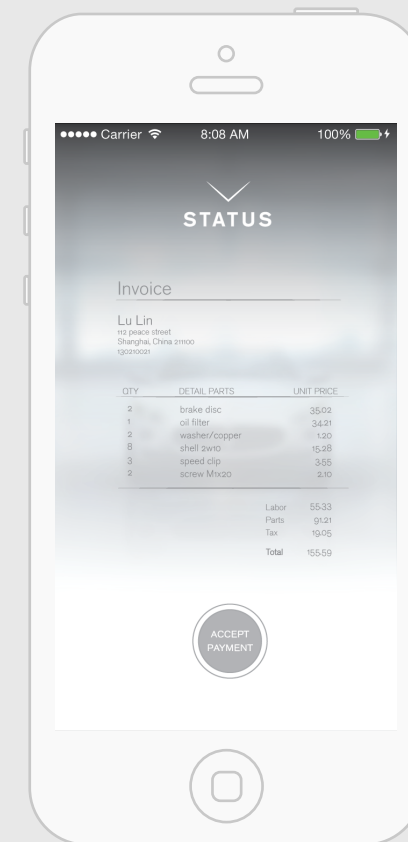 Carrier 8:08 AM 100%
STATUS
Invoice
Lu Lin
112 peace street
Shanghai, China 211100
130210021
QTY DETAIL PARTS UNIT PRICE
2 brake disc 35.02
1 oil filter 34.21
2 washer/copper 1.20
8 shell 2w10 15.28
3 speed clip 3.55
2 screw M1x20 2.10
Labor 55.33
Parts 91.21
Tax 19.05
Total 155.59
ACCEPT
PAYMENT